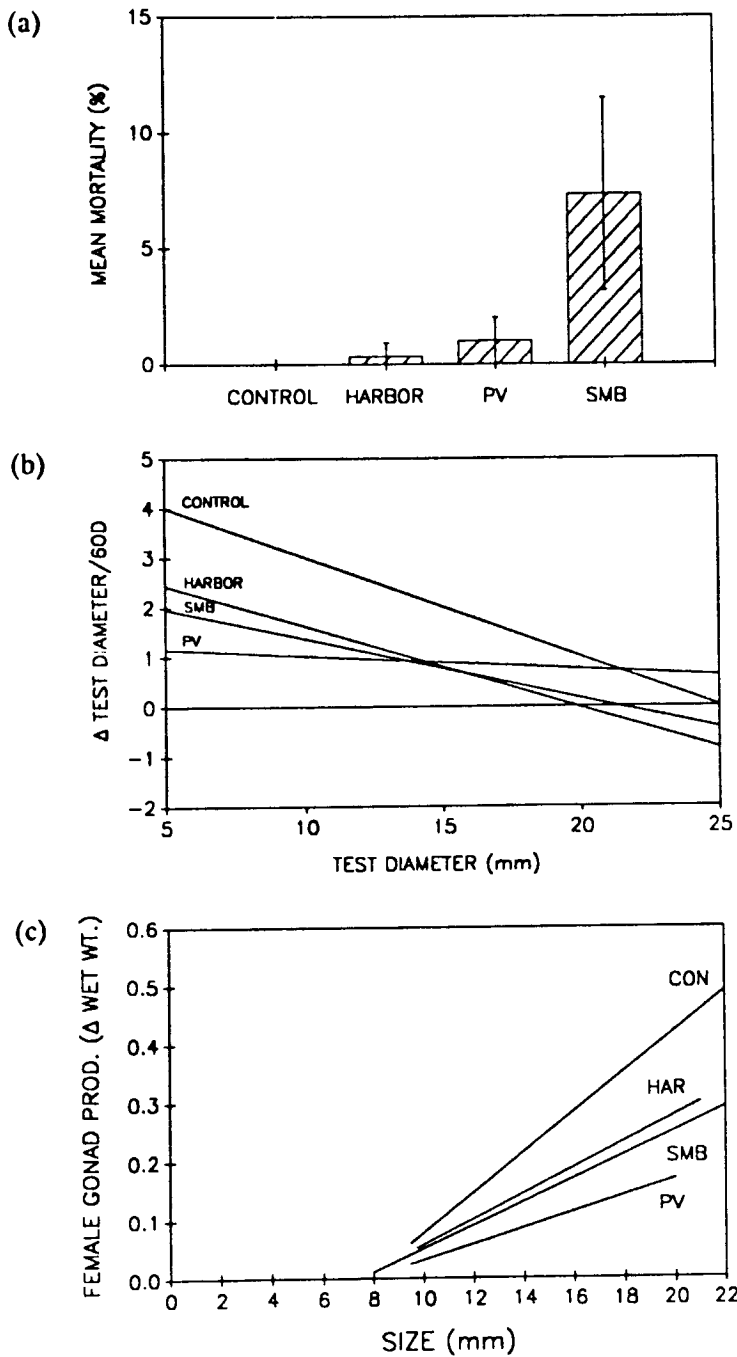 (a)
MEAN MORTALITY (%)
15
10
5
0
CONTROL HARBOR PV SMB
(b)
Δ TEST DIAMETER/60D
5
4
3
2
1
0
−1
−2
CONTROL
HARBOR
SMB
PV
5 10 15 20 25
TEST DIAMETER (mm)
(c)
FEMALE GONAD PROD. (Δ WET WT.)
0.6
0.5
0.4
0.3
0.2
0.1
0.0
CON
HAR
SMB
PV
0 2 4 6 8 10 12 14 16 18 20 22
SIZE (mm)